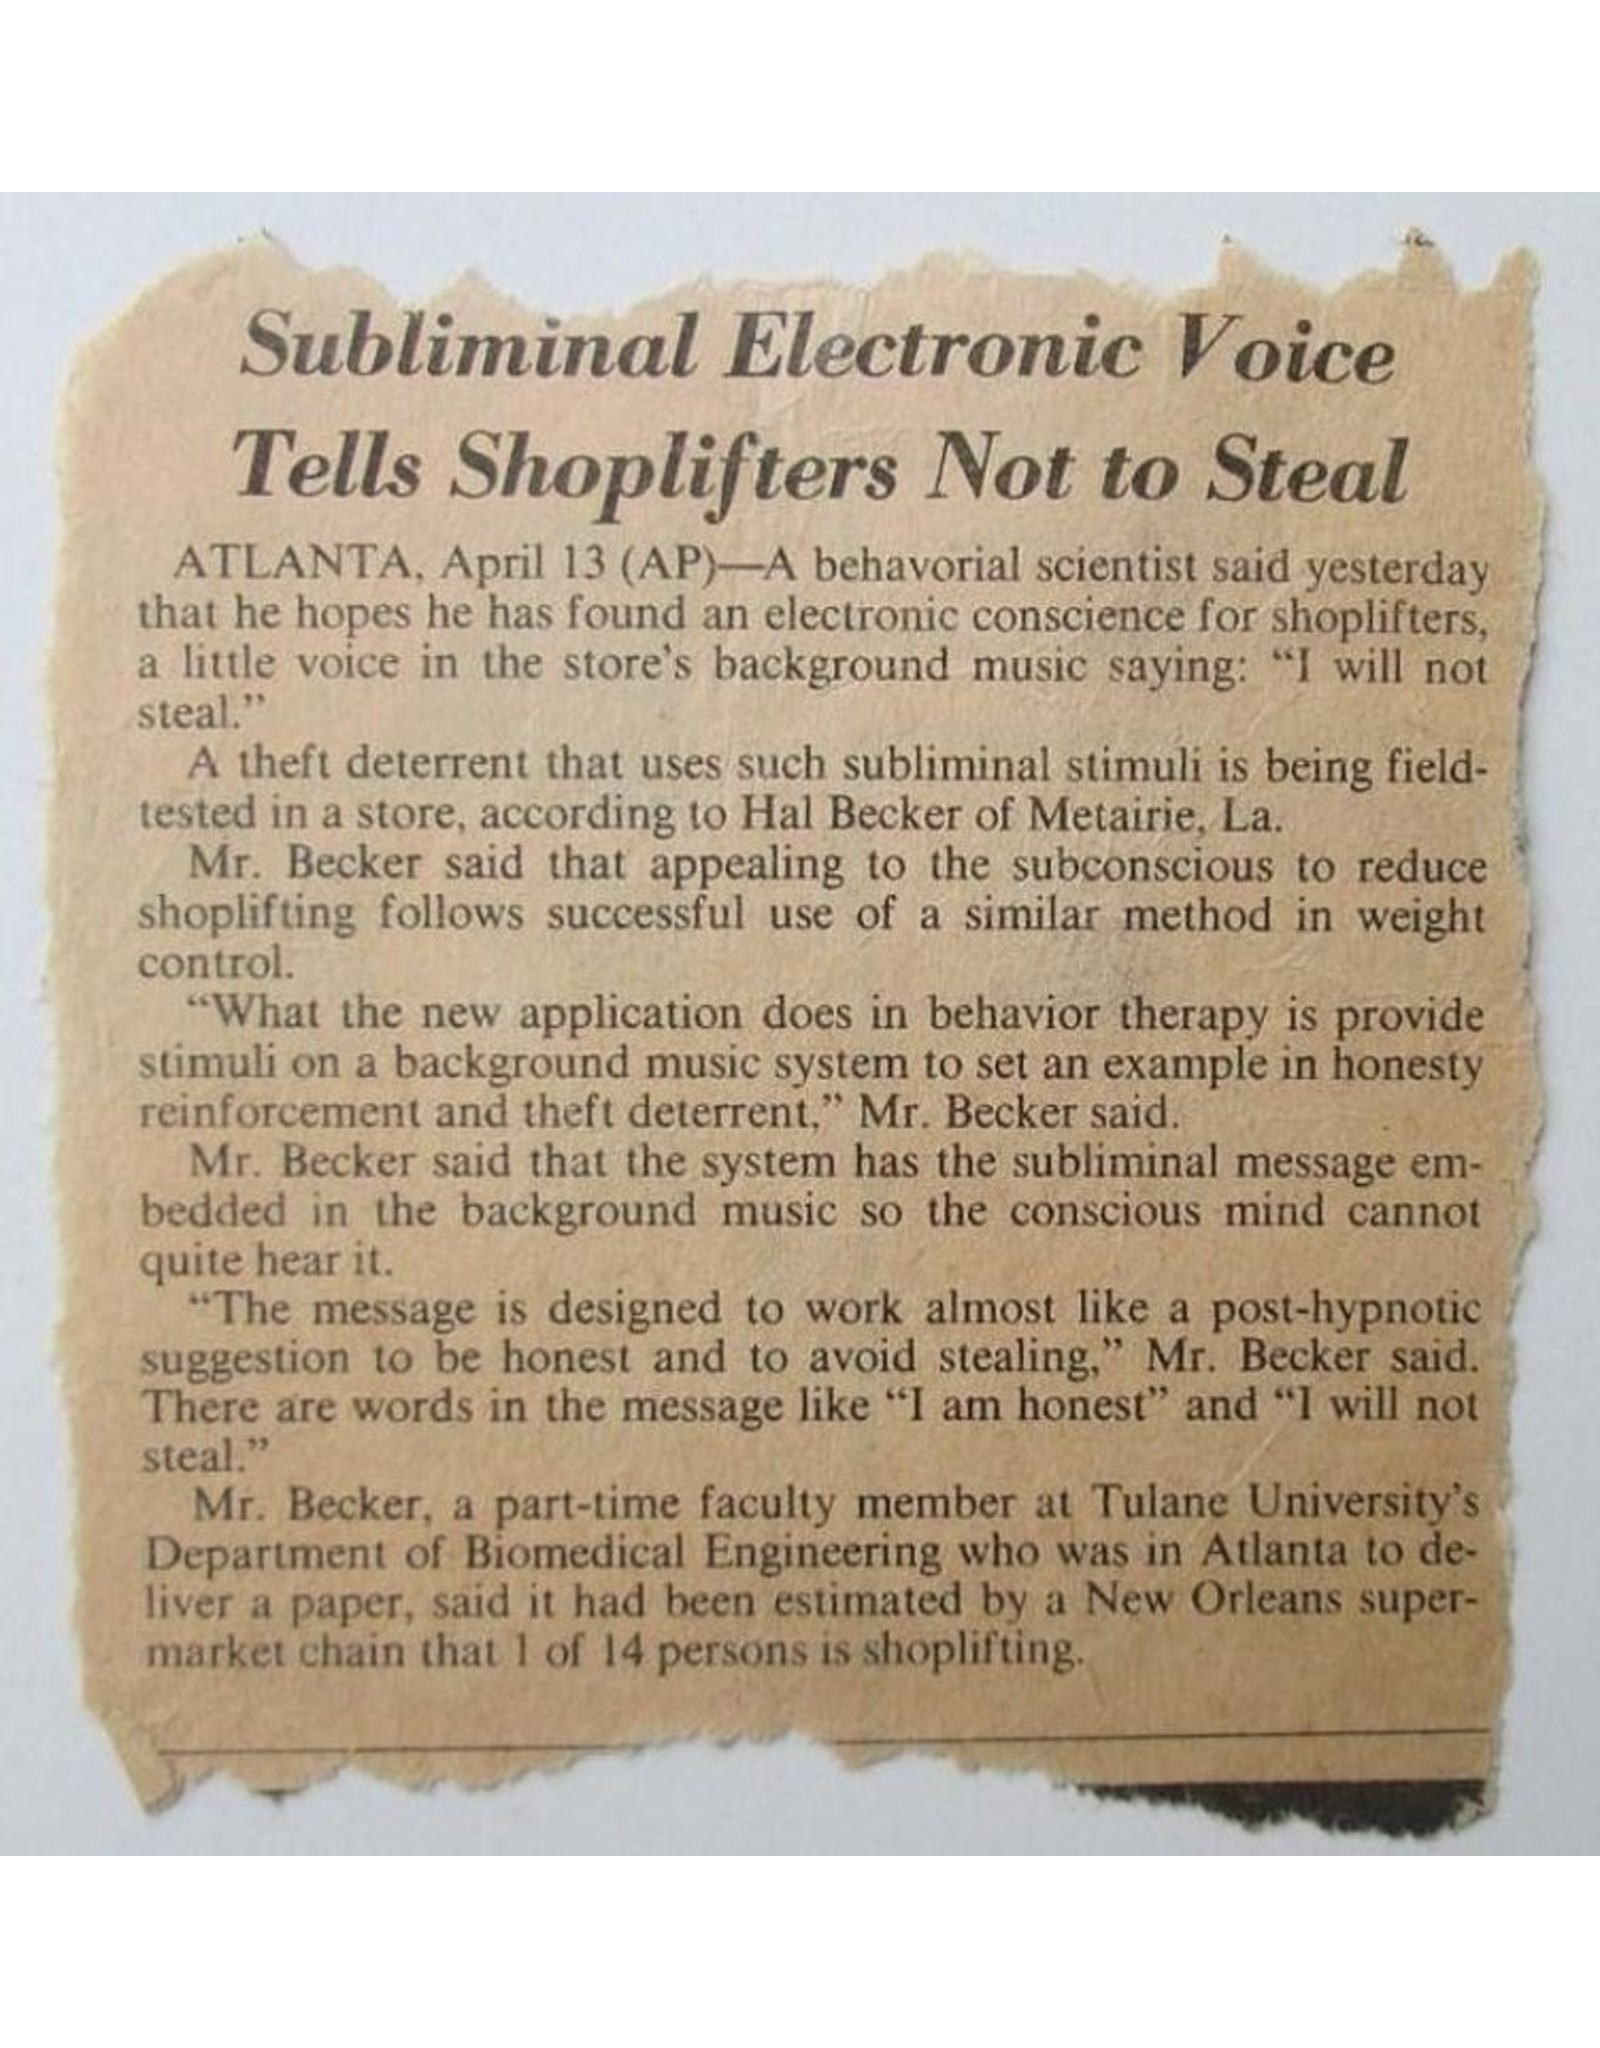 Subliminal Electronic Voice
Tells Shoplifters Not to Steal
ATLANTA, April 13 (AP)—A behavorial scientist said yesterday
that he hopes he has found an electronic conscience for shoplifters,
a little voice in the store's background music saying: “I will not
steal.”
A theft deterrent that uses such subliminal stimuli is being field-
tested in a store, according to Hal Becker of Metairie, La.
Mr. Becker said that appealing to the subconscious to reduce
shoplifting follows successful use of a similar method in weight
control.
“What the new application does in behavior therapy is provide
stimuli on a background music system to set an example in honesty
reinforcement and theft deterrent,” Mr. Becker said.
Mr. Becker said that the system has the subliminal message em-
bedded in the background music so the conscious mind cannot
quite hear it.
“The message is designed to work almost like a post-hypnotic
suggestion to be honest and to avoid stealing,” Mr. Becker said.
There are words in the message like “I am honest” and “I will not
steal.”
Mr. Becker, a part-time faculty member at Tulane University's
Department of Biomedical Engineering who was in Atlanta to de-
liver a paper, said it had been estimated by a New Orleans super-
market chain that 1 of 14 persons is shoplifting.